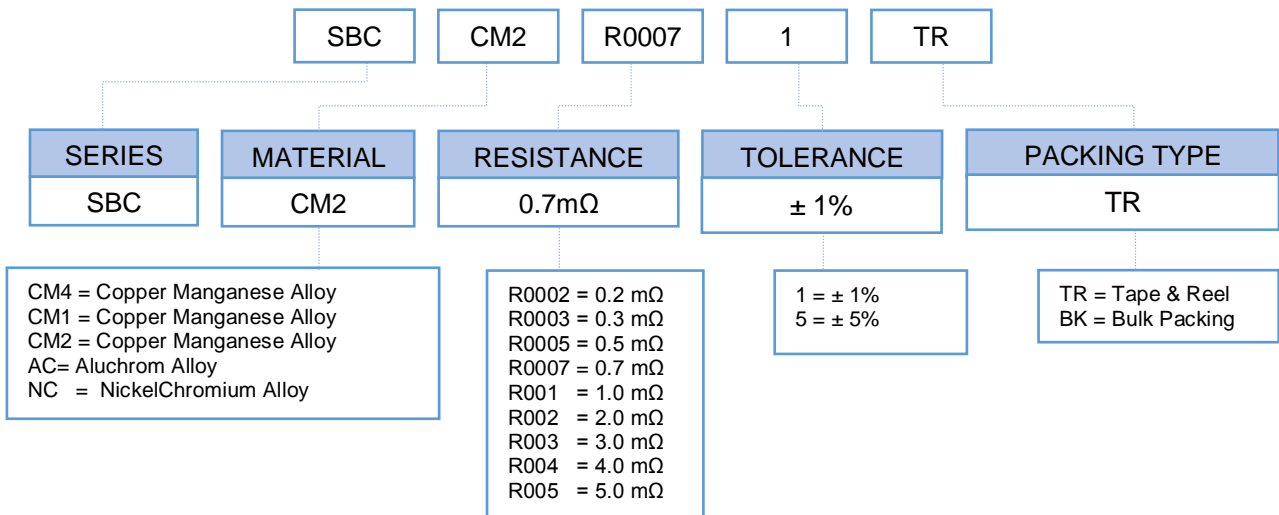 SBC CM2 R0007 1 TR
SERIES MATERIAL RESISTANCE TOLERANCE PACKING TYPE
SBC CM2 0.7mΩ ± 1% TR
CM4 = Copper Manganese Alloy
CM1 = Copper Manganese Alloy
CM2 = Copper Manganese Alloy
AC= Aluchrom Alloy
NC = NickelChromium Alloy
R0002 = 0.2 mΩ
R0003 = 0.3 mΩ
R0005 = 0.5 mΩ
R0007 = 0.7 mΩ
R001 = 1.0 mΩ
R002 = 2.0 mΩ
R003 = 3.0 mΩ
R004 = 4.0 mΩ
R005 = 5.0 mΩ
1 = ± 1%
5 = ± 5%
TR = Tape & Reel
BK = Bulk Packing